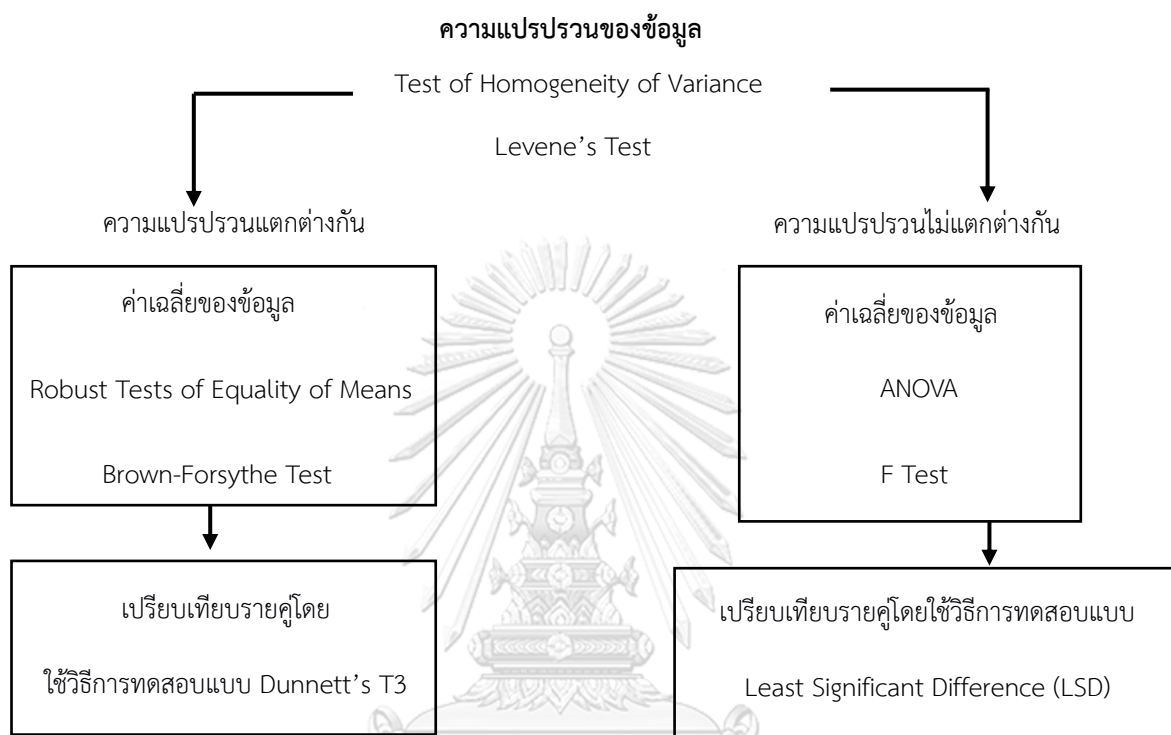 ความแปรปรวนของข้อมูล
Test of Homogeneity of Variance
Levene’s Test
ความแปรปรวนแตกต่างกัน
ค่าเฉลี่ยของข้อมูล
Robust Tests of Equality of Means
Brown-Forsythe Test
เปรียบเทียบรายคู่โดย
ใช้วิธีการทดสอบแบบ Dunnett’s T3
ความแปรปรวนไม่แตกต่างกัน
ค่าเฉลี่ยของข้อมูล
ANOVA
F Test
เปรียบเทียบรายคู่โดยใช้วิธีการทดสอบแบบ
Least Significant Difference (LSD)